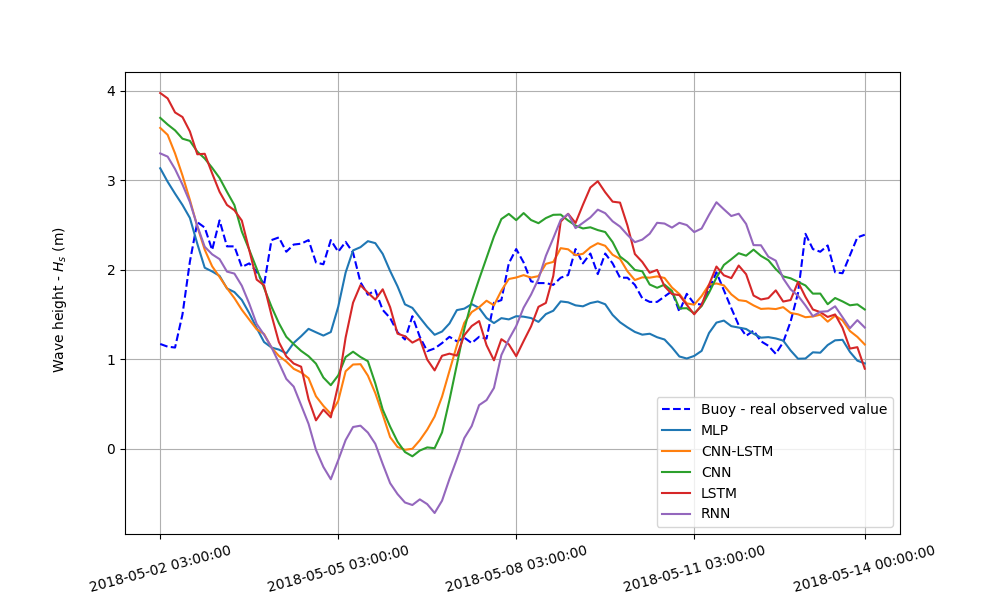 4
3
2
1
0
Wave height - Hs (m)
2018-05-02 03:00:00
2018-05-05 03:00:00
2018-05-08 03:00:00
2018-05-11 03:00:00
2018-05-14 00:00:00
Buoy - real observed value
MLP
CNN-LSTM
CNN
LSTM
RNN